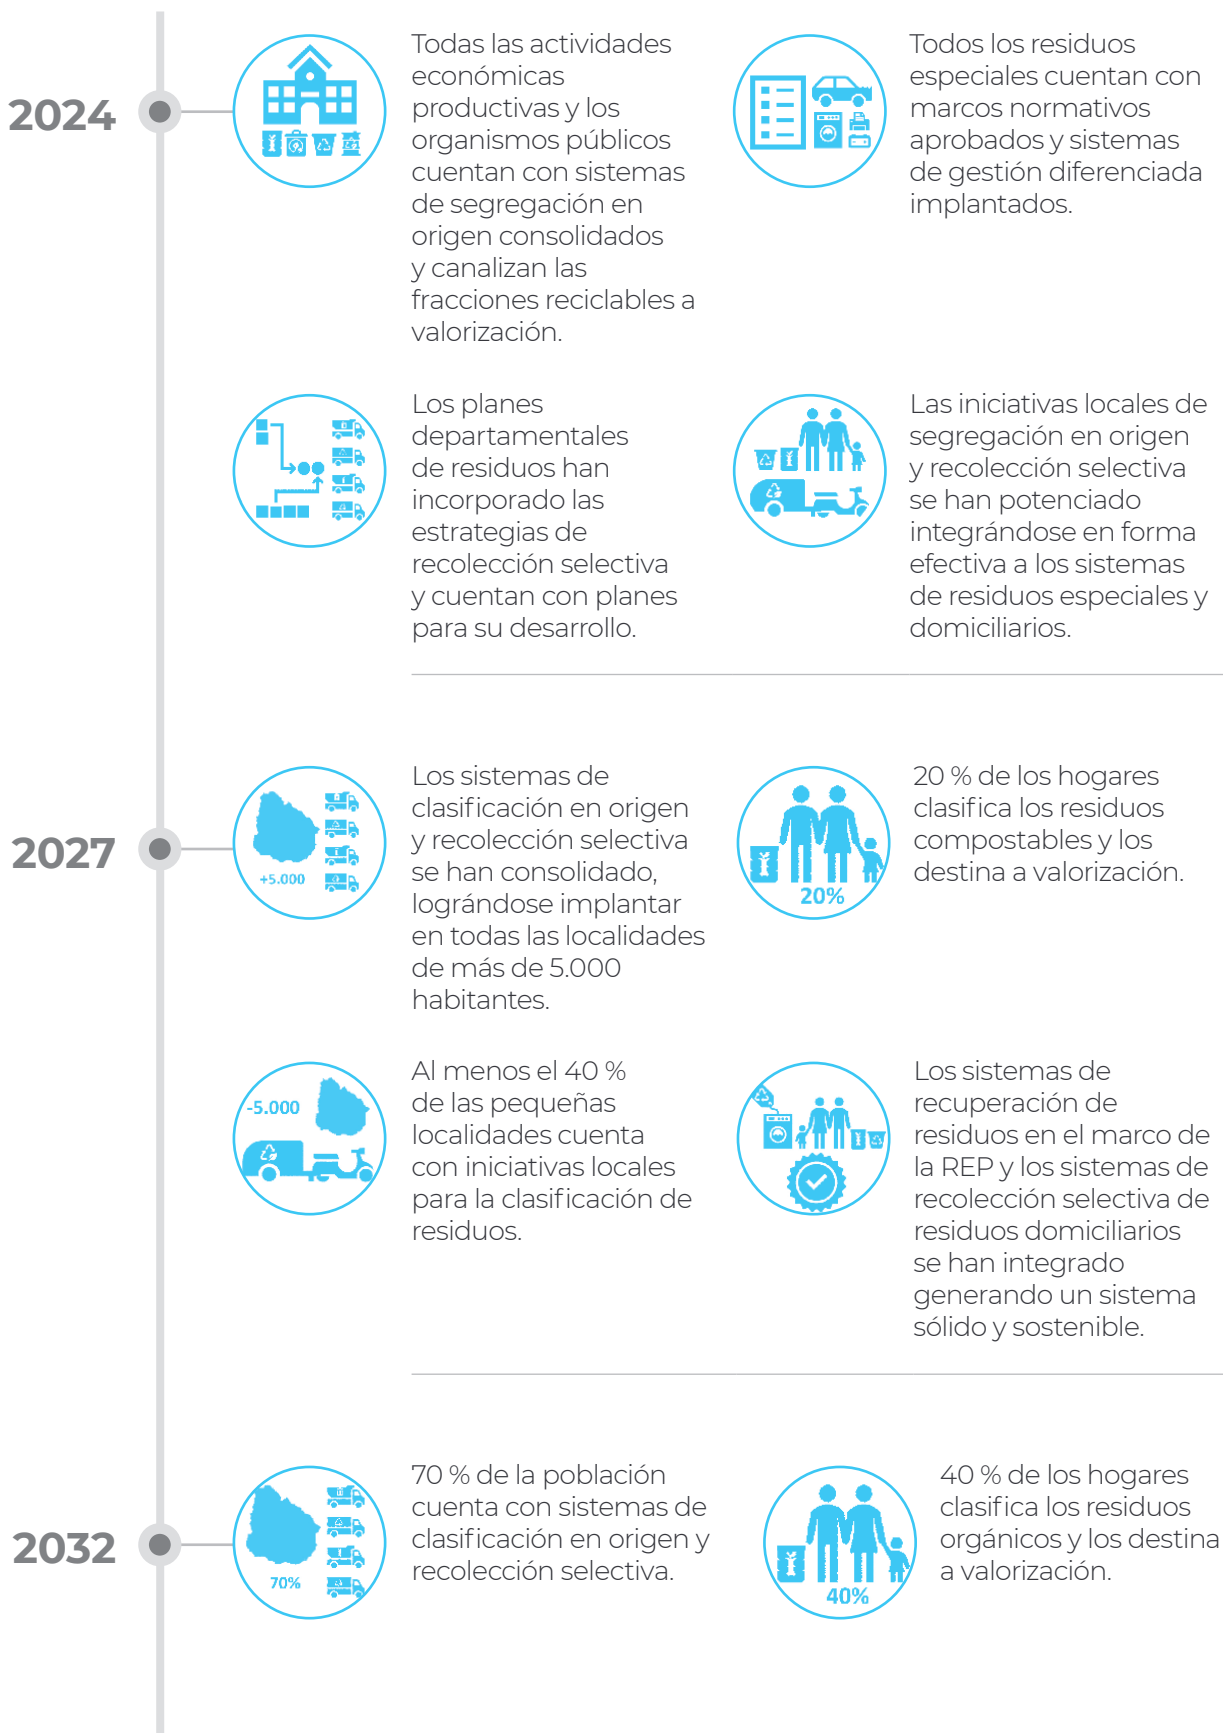 2024
Todas las actividades
económicas
productivas y los
organismos públicos
cuentan con sistemas
de segregación en
origen consolidados
y canalizan las
fracciones reciclables a
valorización.
Todos los residuos
especiales cuentan con
marcos normativos
aprobados y sistemas
de gestión diferenciada
implantados.
Los planes
departamentales
de residuos han
incorporado las
estrategias de
recolección selectiva
y cuentan con planes
para su desarrollo.
Las iniciativas locales de
segregación en origen
y recolección selectiva
se han potenciado
integrándose en forma
efectiva a los sistemas
de residuos especiales y
domiciliarios.
2027
+5.000
Los sistemas de
clasificación en origen
y recolección selectiva
se han consolidado,
lográndose implantar
en todas las localidades
de más de 5.000
habitantes.
20%
20 % de los hogares
clasifica los residuos
compostables y los
destina a valorización.
-5.000
Al menos el 40 %
de las pequeñas
localidades cuenta
con iniciativas locales
para la clasificación de
residuos.
Los sistemas de
recuperación de
residuos en el marco de
la REP y los sistemas de
recolección selectiva de
residuos domiciliarios
se han integrado
generando un sistema
sólido y sostenible.
2032
70%
70 % de la población
cuenta con sistemas de
clasificación en origen y
recolección selectiva.
40%
40 % de los hogares
clasifica los residuos
orgánicos y los destina
a valorización.